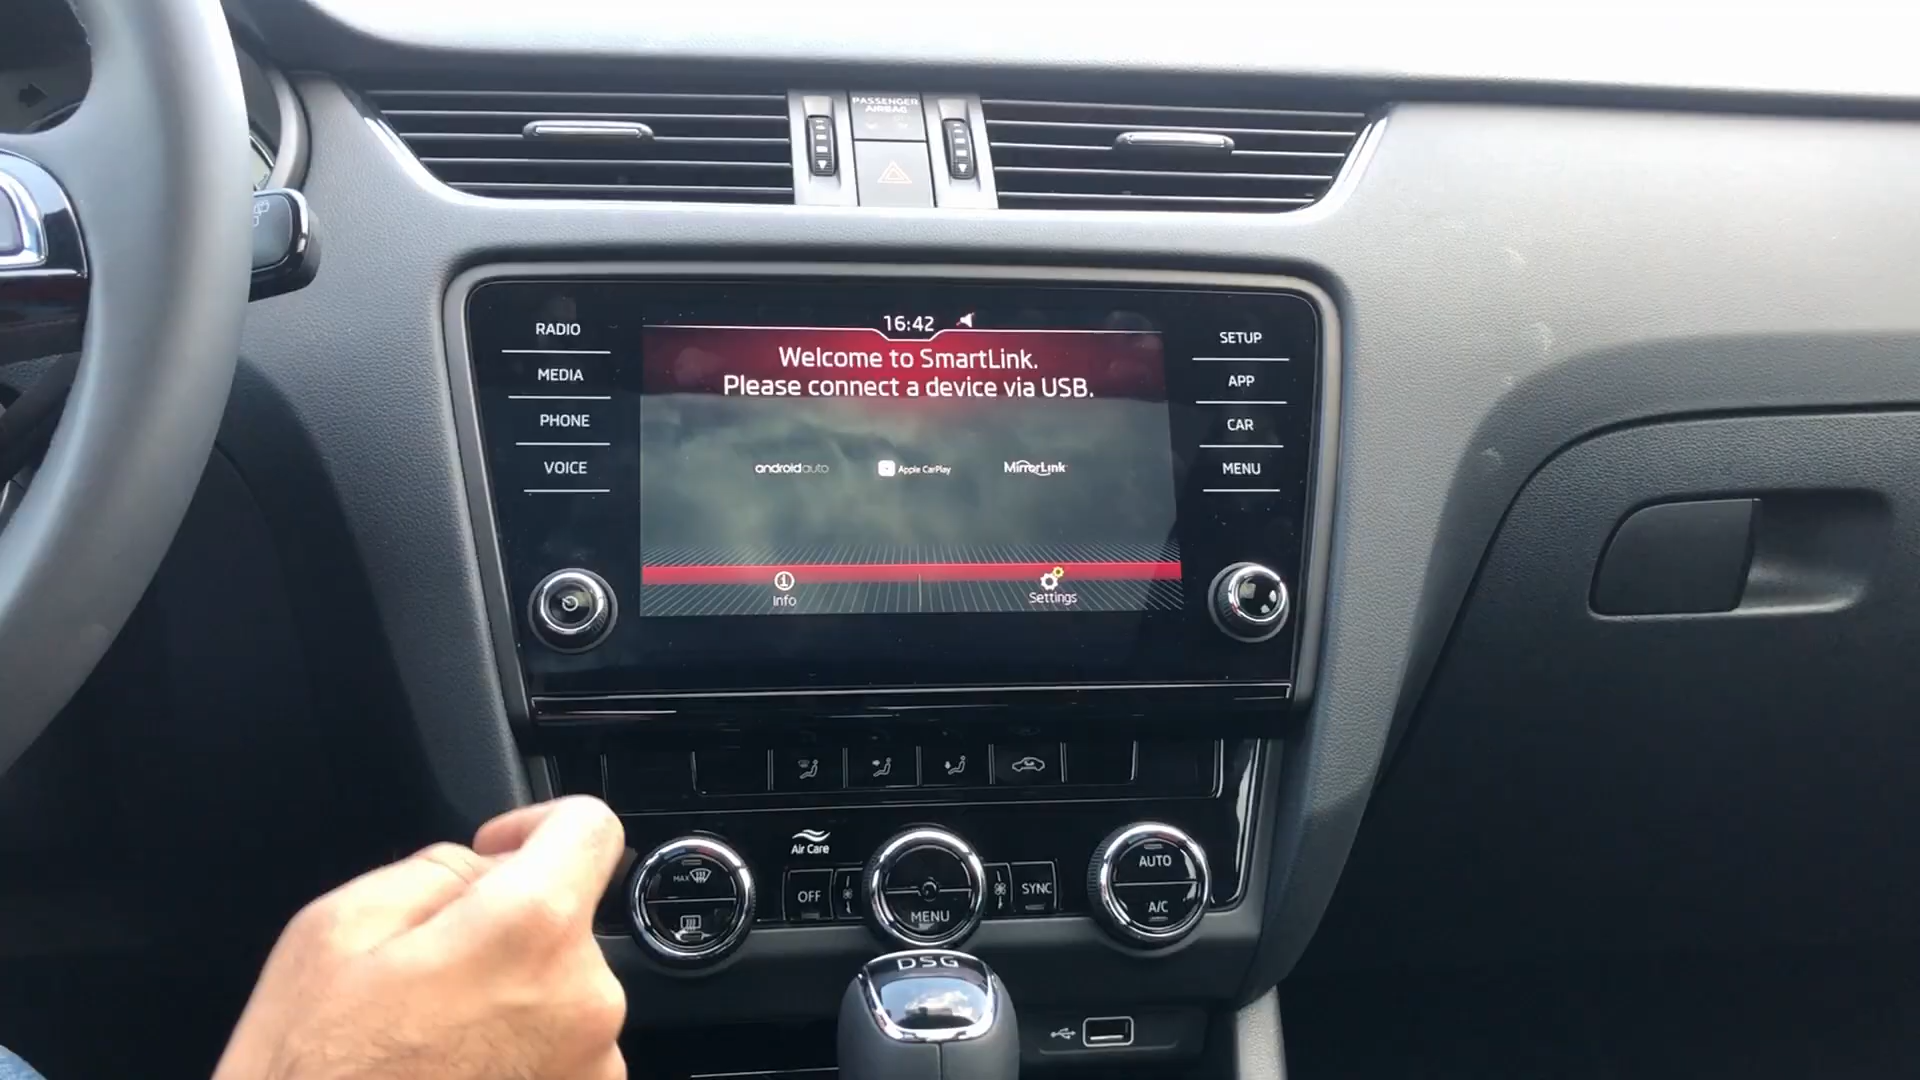 PASSENGER
AIRBAG
16:42
Welcome to SmartLink.
Please connect a device via USB.
androidauto
Apple CarPlay
MirrorLink
Info
Settings
RADIO
MEDIA
PHONE
VOICE
SETUP
APP
CAR
MENU
Air Care
MAX
OFF
MENU
SYNC
AUTO
A/C
DSG